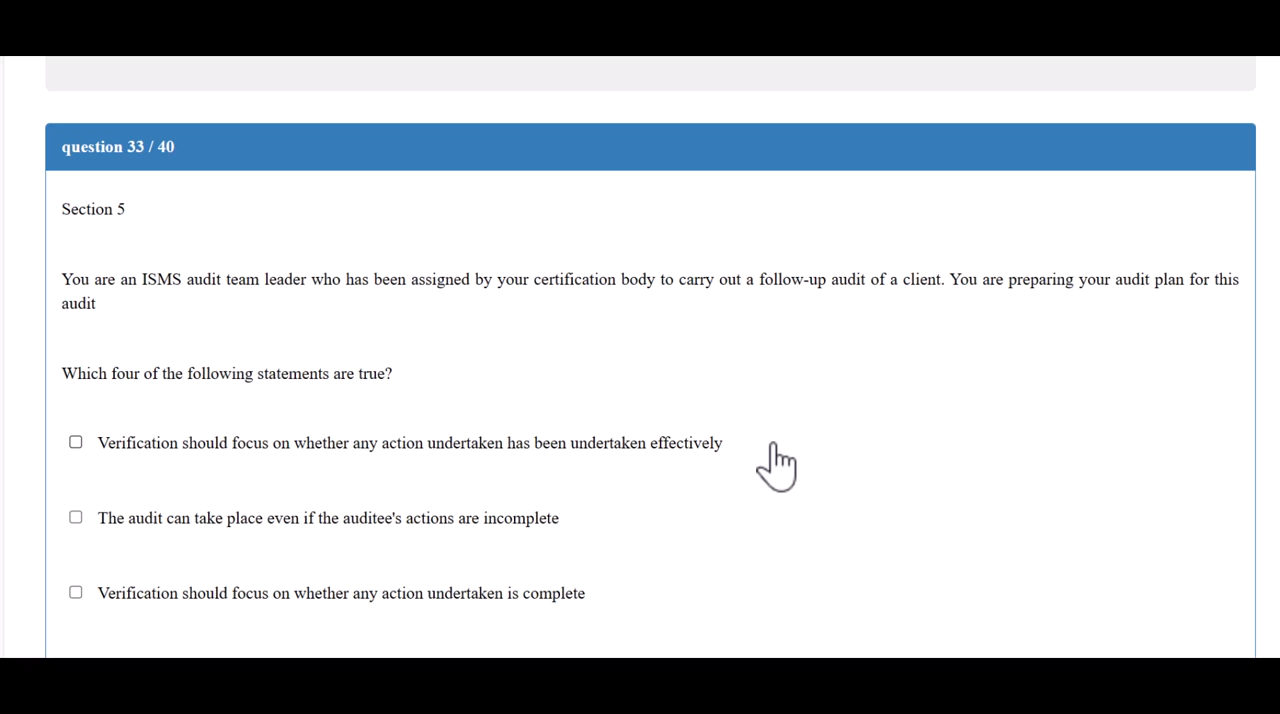 question 33 / 40
Section 5
You are an ISMS audit team leader who has been assigned by your certification body to carry out a follow-up audit of a client. You are preparing your audit plan for this
audit
Which four of the following statements are true?
Verification should focus on whether any action undertaken has been undertaken effectively
The audit can take place even if the auditee's actions are incomplete
Verification should focus on whether any action undertaken is complete